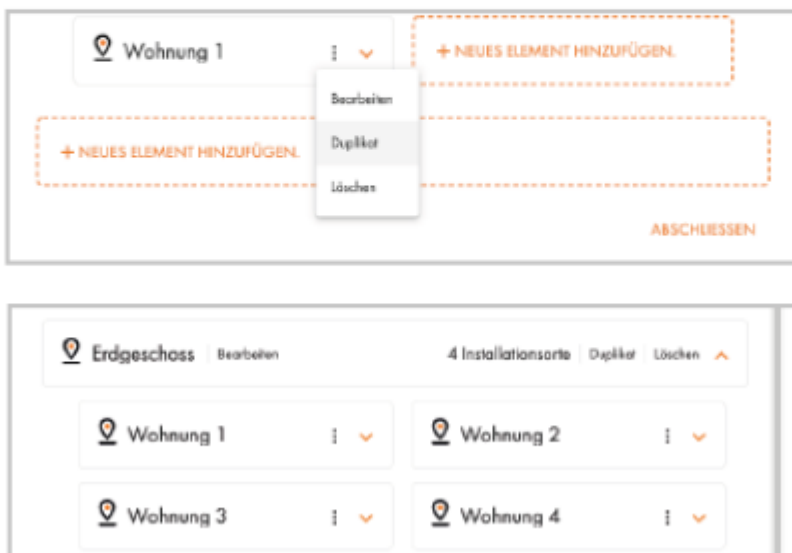 Wohnung 1
+ NEUES ELEMENT HINZUFÜGEN.
Bearbeiten
Duplikat
Löschen
+ NEUES ELEMENT HINZUFÜGEN.
ABSCHLIESSEN
Erdgeschoss Bearbeiten 4 Installationsorte Duplikat Löschen
Wohnung 1 Wohnung 2
Wohnung 3 Wohnung 4